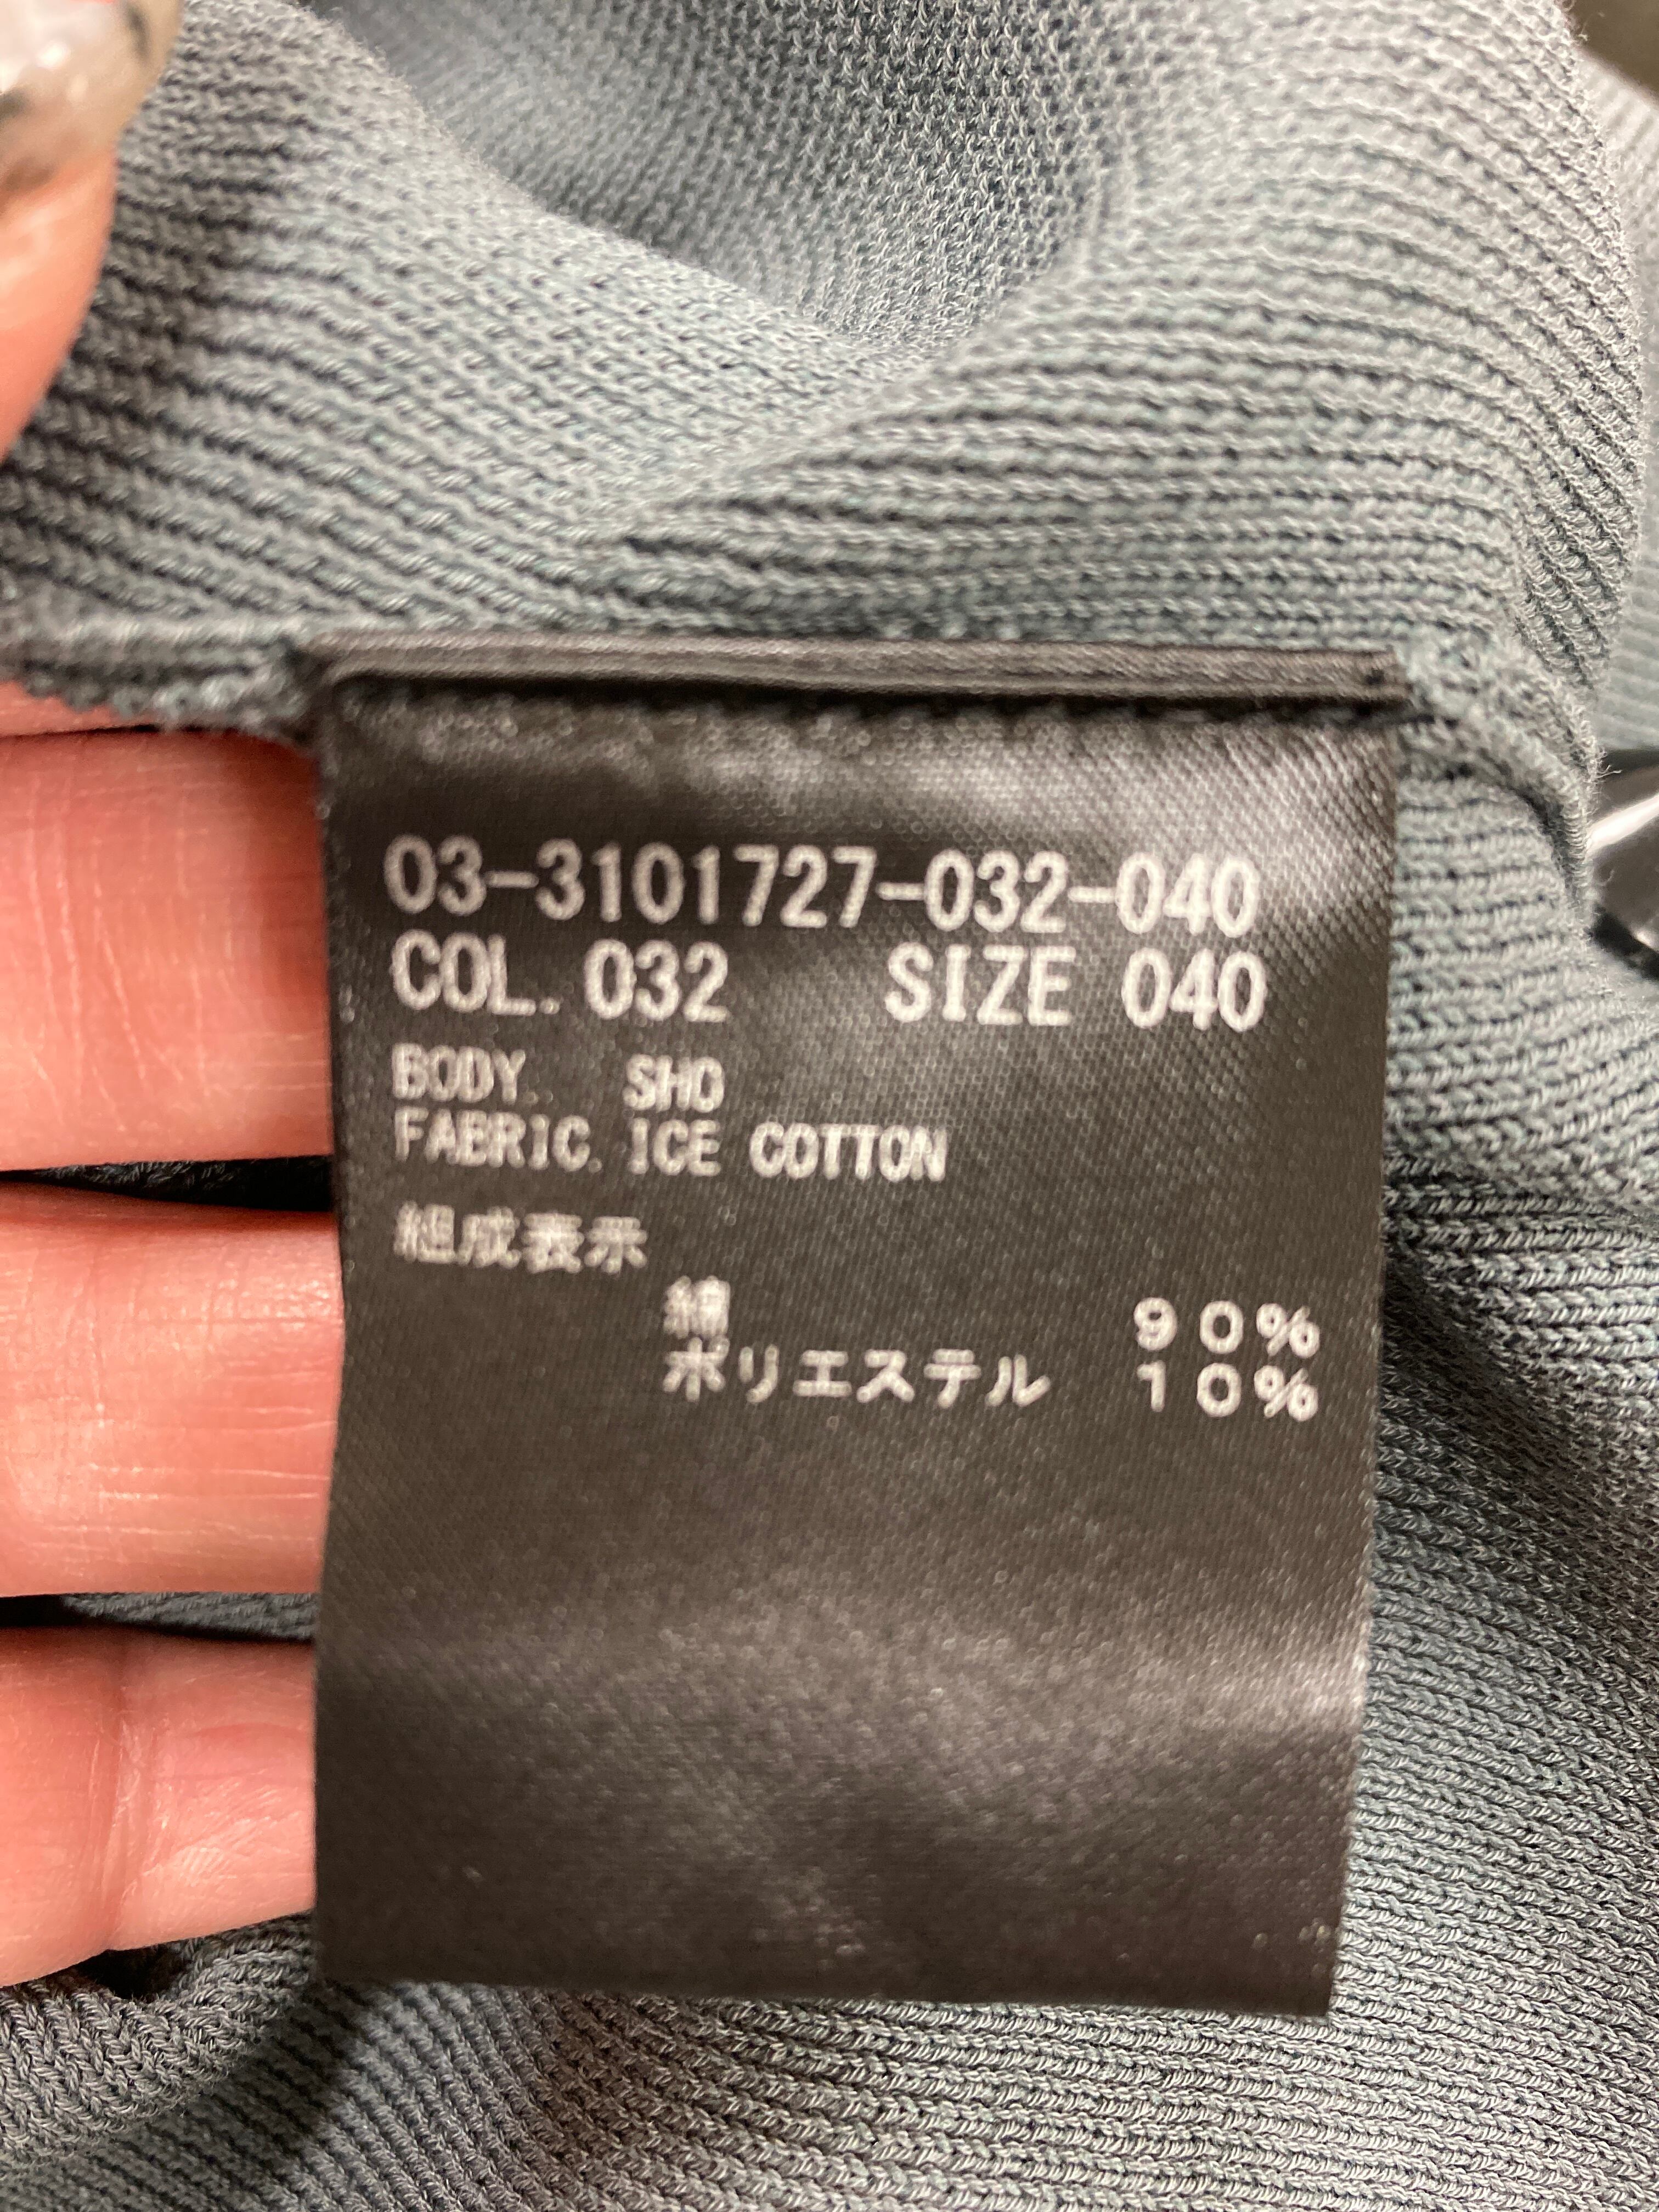 03-3101727-032-040
COL. 032 SIZE 040
BODY.. SHO
FABRIC. ICE COTTON
組成表示
綿 90%
ポリエステル 10%